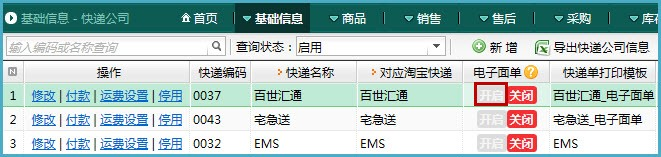 基础信息 - 快递公司 首页 基础信息 商品 销售 售后 采购 库存
输入编码或名称查询 查询状态： 启用 新 增 导出快递公司信息
N 操作 快递编码 快递名称 对应淘宝快递 电子面单 ? 快递单打印模板
1 修改 | 付款 | 运费设置 | 停用 0037 百世汇通 百世汇通 开启 关闭 百世汇通_电子面单
2 修改 | 付款 | 运费设置 | 停用 0043 宅急送 宅急送 开启 关闭 宅急送_电子面单
3 修改 | 付款 | 运费设置 | 停用 0032 EMS EMS 开启 关闭 EMS